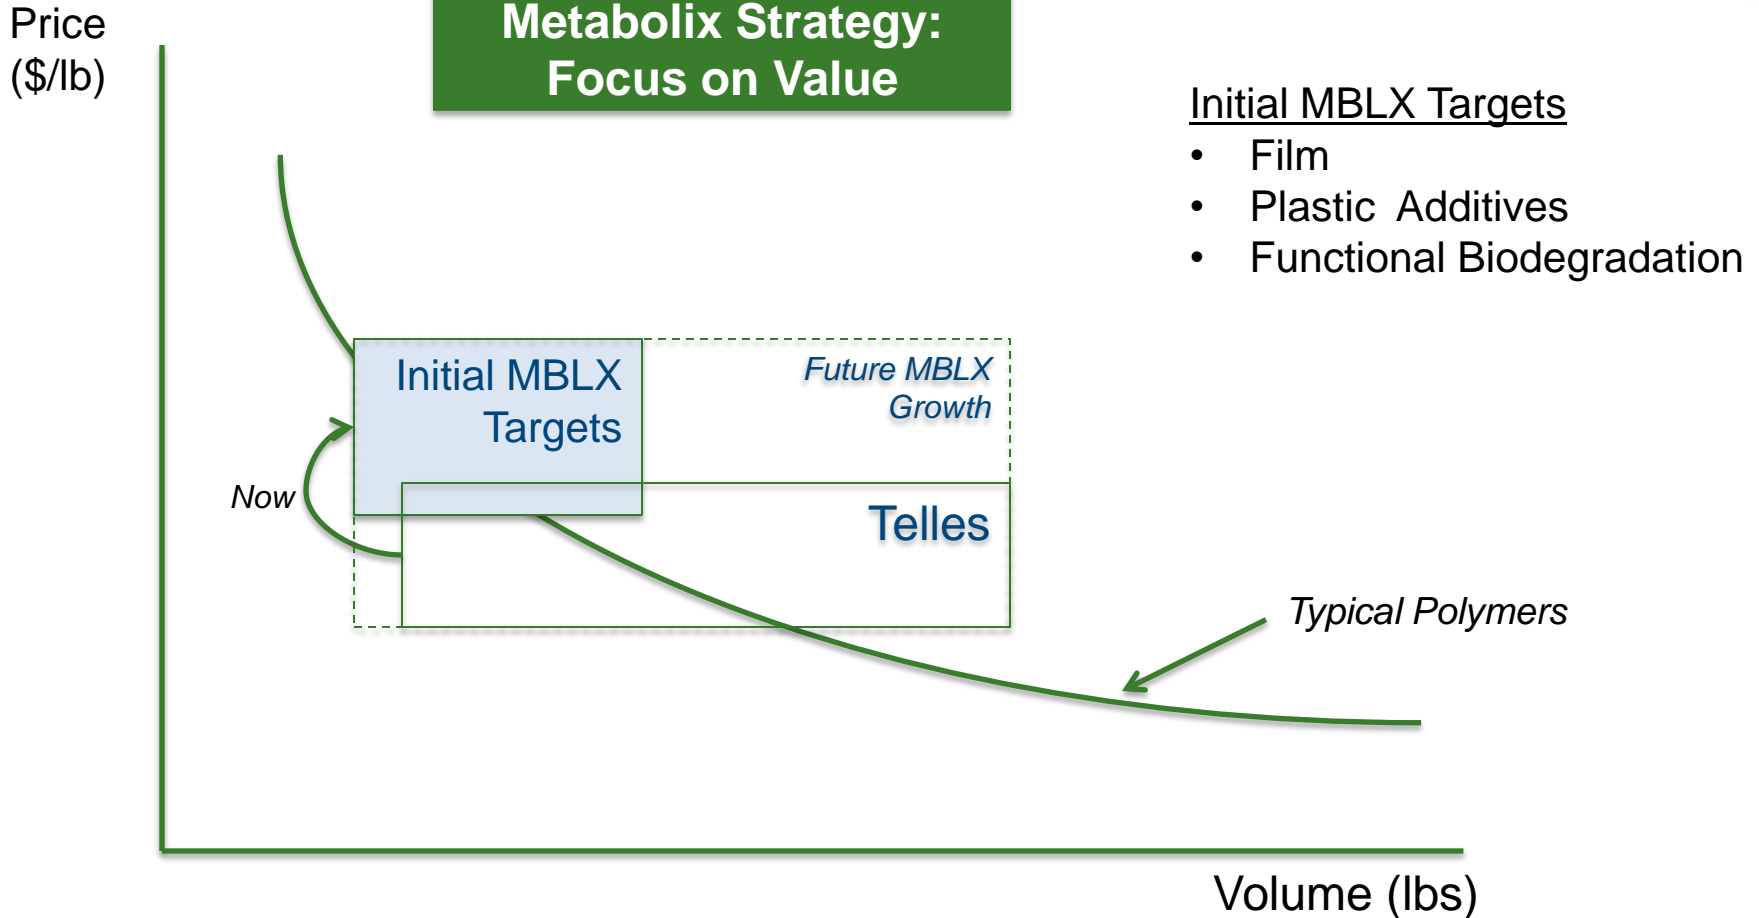 Price
($/lb)
Metabolix Strategy:
Focus on Value
Initial MBLX Targets
• Film
• Plastic Additives
• Functional Biodegradation
Initial MBLX
Targets
Future MBLX
Growth
Now
Telles
Typical Polymers
Volume (lbs)